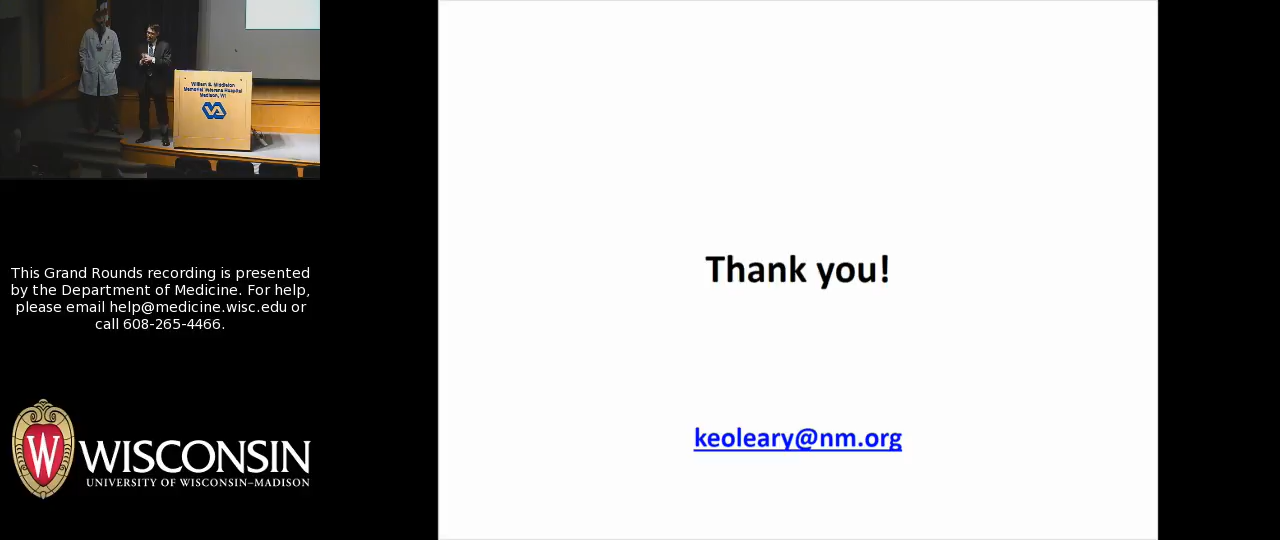 William S. Middleton
Memorial Veterans Hospital
Madison, WI
VA
This Grand Rounds recording is presented
by the Department of Medicine. For help,
please email help@medicine.wisc.edu or
call 608-265-4466.
W WISCONSIN
UNIVERSITY OF WISCONSIN–MADISON
Thank you!
keoleary@nm.org